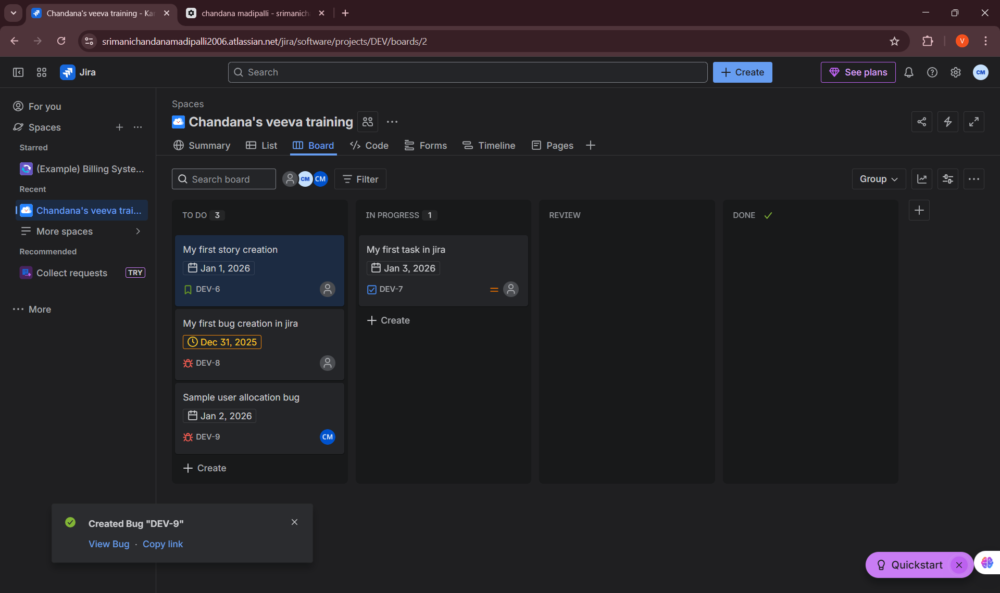 Chandana's veeva training - Ka
chandana madipalli - srimanich
srimanichandanamadipalli2006.atlassian.net/jira/software/projects/DEV/boards/2
V
Jira
Search
Create
See plans
CM
For you
Spaces
Starred
(Example) Billing Syste...
Recent
Chandana's veeva trai...
More spaces
Recommended
Collect requests TRY
More
Spaces
Chandana's veeva training
Summary List Board Code Forms Timeline Pages
Search board
CM CM
Filter
Group
TO DO 3
My first story creation
Jan 1, 2026
DEV-6
My first bug creation in jira
Dec 31, 2025
DEV-8
Sample user allocation bug
Jan 2, 2026
DEV-9 CM
Create
IN PROGRESS 1
My first task in jira
Jan 3, 2026
DEV-7
Create
REVIEW
DONE
Created Bug "DEV-9"
View Bug · Copy link
Quickstart